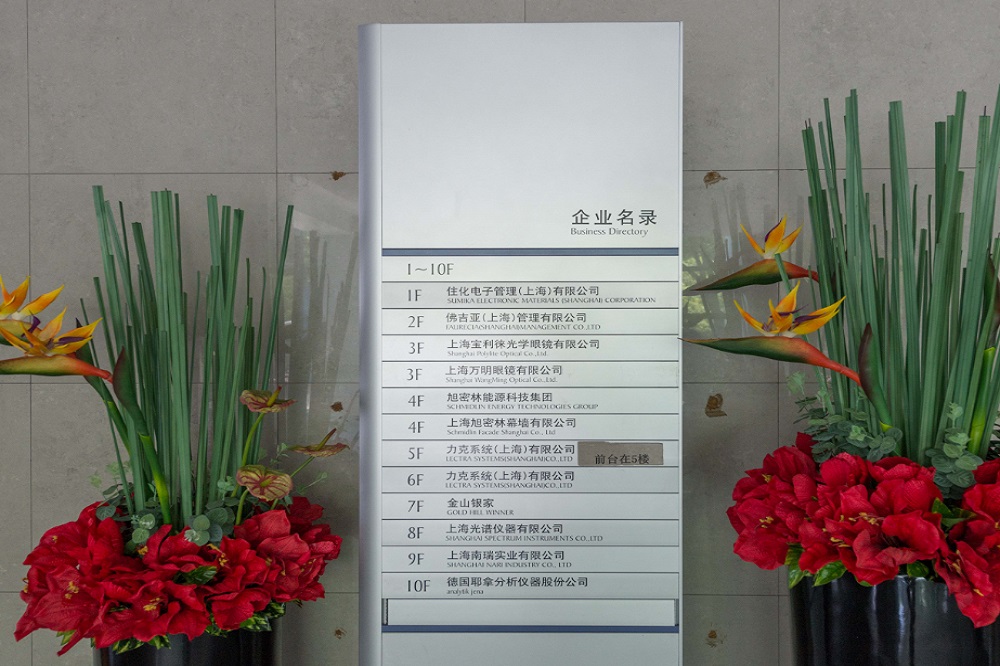 企业名录
Business Directory
1~10F
1F 住化电子管理(上海)有限公司
SUMIKA ELECTRONIC MATERIALS (SHANGHAI) CORPORATION
2F 佛吉亚(上海)管理有限公司
FAURECIA(SHANGHAI)MANAGEMENT CO.,LTD
3F 上海宝利徕光学眼镜有限公司
Shanghai Polylite Optical Co.,Ltd.
3F 上海万明眼镜有限公司
Shanghai WangMing Optical Co.,Ltd.
4F 旭密林能源科技集团
SCHMIDLIN ENERGY TECHNOLOGIES GROUP
4F 上海旭密林幕墙有限公司
Schmidlin Facade Shanghai Co., Ltd
5F 力克系统(上海)有限公司 前台在5楼
LECTRA SYSTEMS(SHANGHAI)CO.,LTD
6F 力克系统(上海)有限公司
LECTRA SYSTEMS(SHANGHAI)CO.,LTD
7F 金山银家
GOLD HILL WINNER
8F 上海光谱仪器有限公司
SHANGHAI SPECTRUM INSTRUMENTS CO.,LTD
9F 上海南瑞实业有限公司
SHANGHAI NARI INDUSTRY CO., LTD
10F 德国耶拿分析仪器股份公司
analytik jena